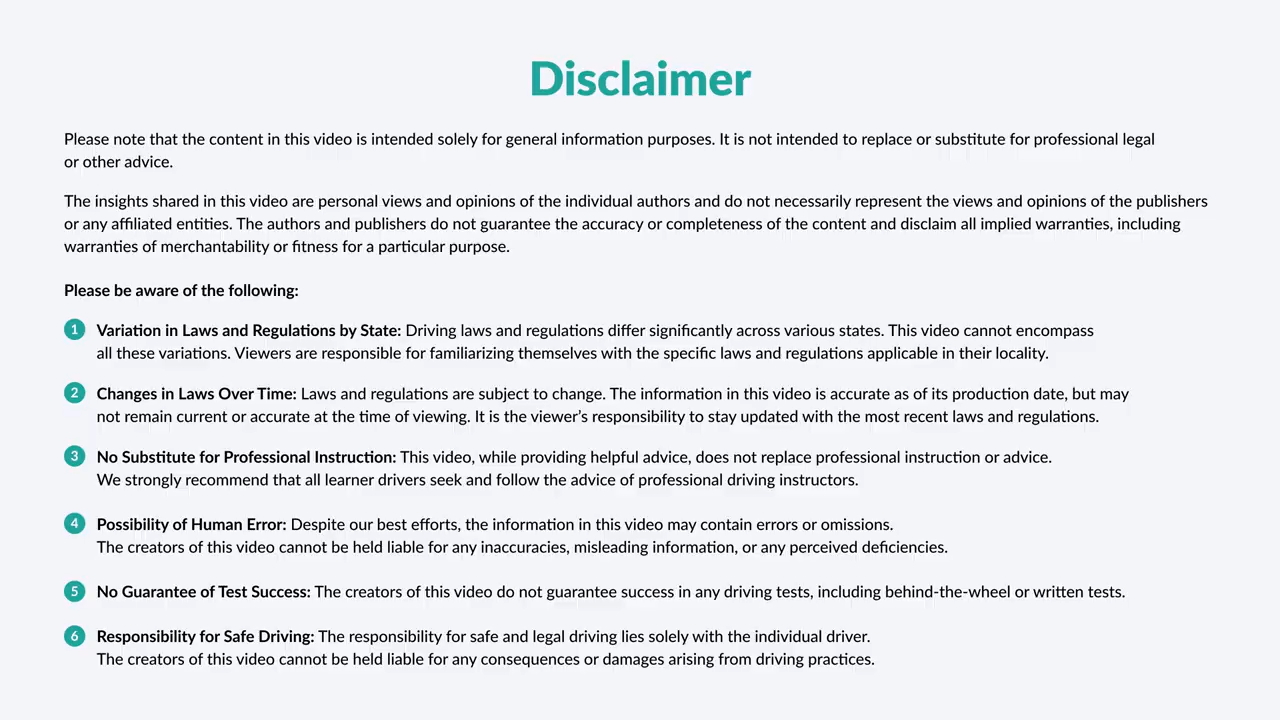 Disclaimer
Please note that the content in this video is intended solely for general information purposes. It is not intended to replace or substitute for professional legal
or other advice.
The insights shared in this video are personal views and opinions of the individual authors and do not necessarily represent the views and opinions of the publishers
or any affiliated entities. The authors and publishers do not guarantee the accuracy or completeness of the content and disclaim all implied warranties, including
warranties of merchantability or fitness for a particular purpose.
Please be aware of the following:
1 Variation in Laws and Regulations by State: Driving laws and regulations differ significantly across various states. This video cannot encompass
all these variations. Viewers are responsible for familiarizing themselves with the specific laws and regulations applicable in their locality.
2 Changes in Laws Over Time: Laws and regulations are subject to change. The information in this video is accurate as of its production date, but may
not remain current or accurate at the time of viewing. It is the viewer’s responsibility to stay updated with the most recent laws and regulations.
3 No Substitute for Professional Instruction: This video, while providing helpful advice, does not replace professional instruction or advice.
We strongly recommend that all learner drivers seek and follow the advice of professional driving instructors.
4 Possibility of Human Error: Despite our best efforts, the information in this video may contain errors or omissions.
The creators of this video cannot be held liable for any inaccuracies, misleading information, or any perceived deficiencies.
5 No Guarantee of Test Success: The creators of this video do not guarantee success in any driving tests, including behind-the-wheel or written tests.
6 Responsibility for Safe Driving: The responsibility for safe and legal driving lies solely with the individual driver.
The creators of this video cannot be held liable for any consequences or damages arising from driving practices.